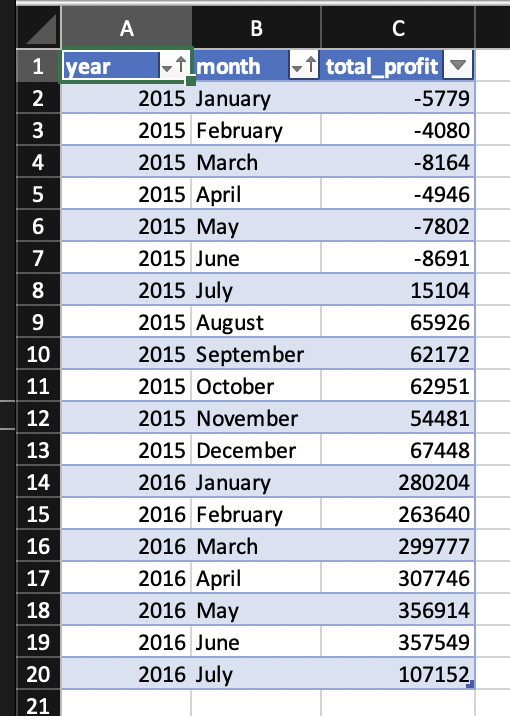 A B C
1 year month total_profit
2 2015 January -5779
3 2015 February -4080
4 2015 March -8164
5 2015 April -4946
6 2015 May -7802
7 2015 June -8691
8 2015 July 15104
9 2015 August 65926
10 2015 September 62172
11 2015 October 62951
12 2015 November 54481
13 2015 December 67448
14 2016 January 280204
15 2016 February 263640
16 2016 March 299777
17 2016 April 307746
18 2016 May 356914
19 2016 June 357549
20 2016 July 107152
21